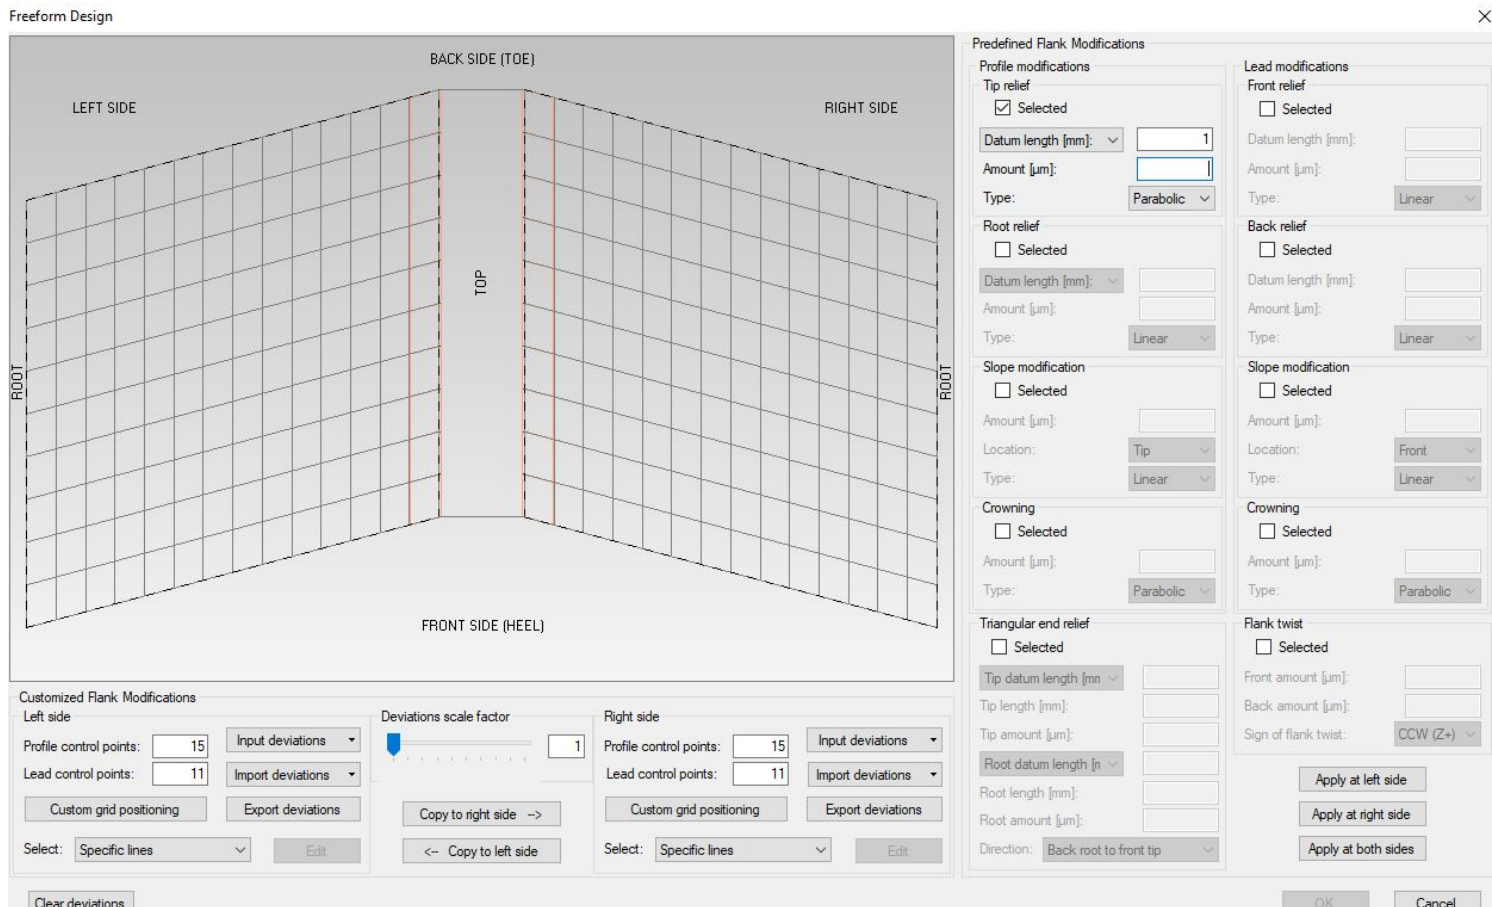 Freeform Design
BACK SIDE (TOE)
LEFT SIDE
RIGHT SIDE
TOP
ROOT
ROOT
FRONT SIDE (HEEL)
Predefined Flank Modifications
Profile modifications
Tip relief
Selected
Datum length [mm]: 1
Amount [µm]:
Type: Parabolic
Root relief
Selected
Datum length [mm]:
Amount [µm]:
Type: Linear
Slope modification
Selected
Amount [µm]:
Location: Tip
Type: Linear
Crowning
Selected
Amount [µm]:
Type: Parabolic
Triangular end relief
Selected
Tip datum length [mm
Tip length [mm]:
Tip amount [µm]:
Root datum length [m
Root length [mm]:
Root amount [µm]:
Direction: Back root to front tip
Lead modifications
Front relief
Selected
Datum length [mm]:
Amount [µm]:
Type: Linear
Back relief
Selected
Datum length [mm]:
Amount [µm]:
Type: Linear
Slope modification
Selected
Amount [µm]:
Location: Front
Type: Linear
Crowning
Selected
Amount [µm]:
Type: Parabolic
Flank twist
Selected
Front amount [µm]:
Back amount [µm]:
Sign of flank twist: CCW (Z+)
Apply at left side
Apply at right side
Apply at both sides
Customized Flank Modifications
Left side
Profile control points: 15 Input deviations
Lead control points: 11 Import deviations
Custom grid positioning Export deviations
Select: Specific lines Edit
Deviations scale factor
1
Copy to right side -->
<-- Copy to left side
Right side
Profile control points: 15 Input deviations
Lead control points: 11 Import deviations
Custom grid positioning Export deviations
Select: Specific lines Edit
Clear deviations
OK Cancel